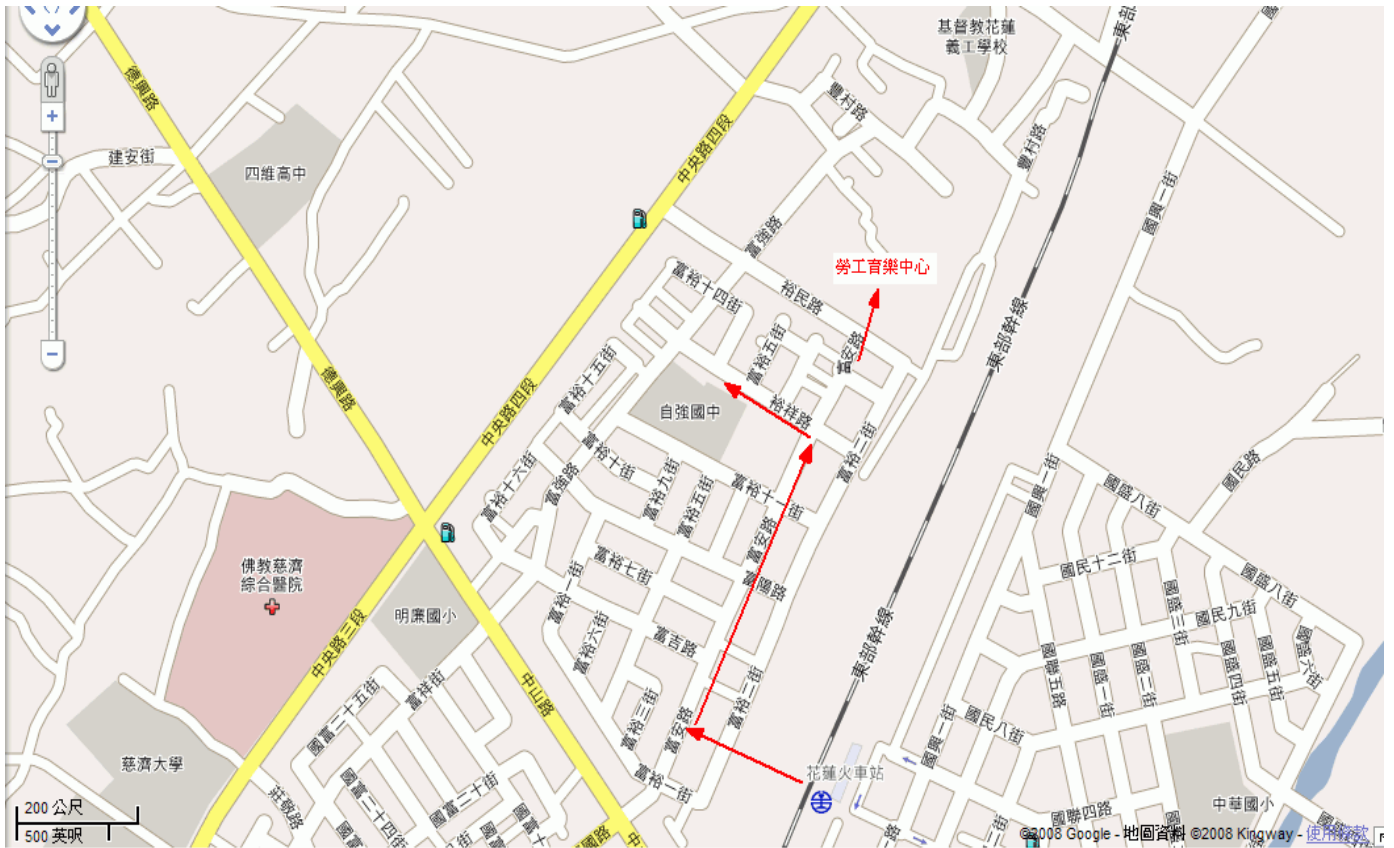 基督教花蓮
義工學校
東部
德興路
豐村路
中央路四段
豐村路
建安街
四維高中
國興一街
富強路
勞工育樂中心
富裕十四街
裕民路
東部幹線
安路
富裕五街
富裕十五街
德興路
中央路四段
自強國中
裕祥路
富裕二街
富裕十街
富裕十六街
富強路
富裕九街
富裕五街
富裕十一街
國興一街
國盛八街
國民路
富安路
佛教慈濟
綜合醫院
富裕七街
富陽路
國民十二街
國盛八街
明廉國小
富裕一街
富裕六街
富吉路
東部幹線
國民九街
國盛三街
國盛六街
中央路三段
富祥街
中山路
富裕二街
國聯五路
國盛一街
國盛二街
國盛四街
國盛五街
國富二十五街
富裕三街
富安路
國興一街
國民八街
慈濟大學
富裕一街
花蓮火車站
莊敬路
國富二十四街
國富二十街
國聯四路
中華國小
200 公尺
500 英呎
©2008 Google - 地圖資料 ©2008 Kingway - 使用條款